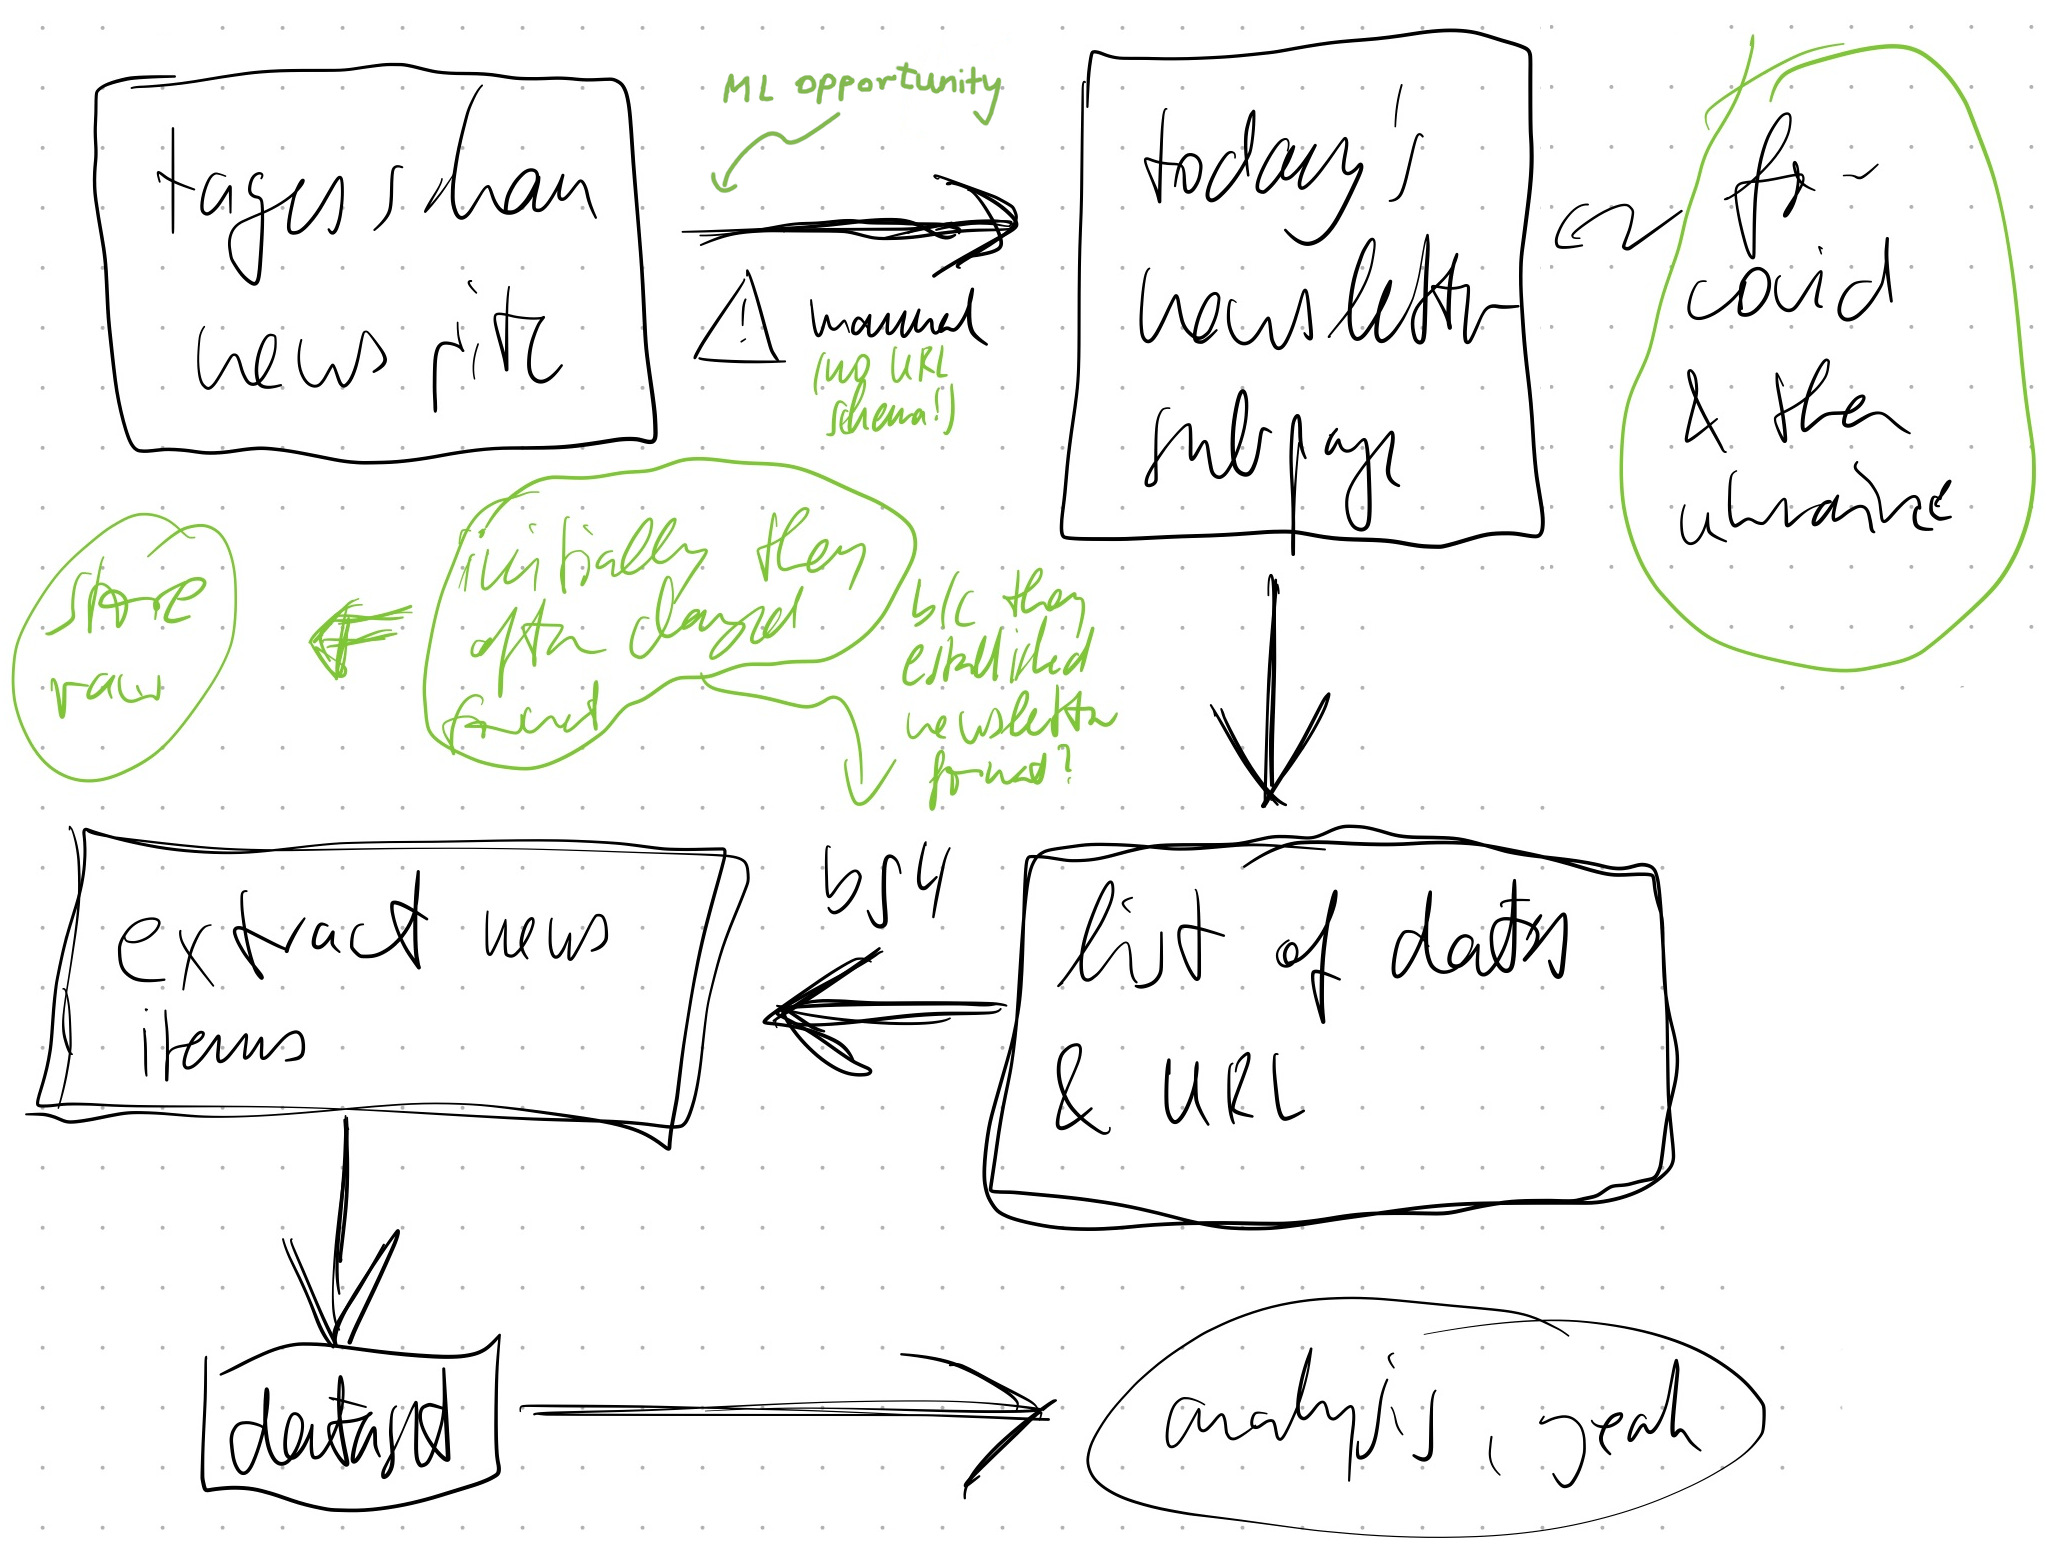 tagesschau
news site
ML opportunity
manual
(no URL
schema!)
today's
newsletter
subpage
for
covid
& then
ukraine
store
raw
initially they
often changed
format
b/c they
established
newsletter
format?
extract news
items
bs4
list of dates
& URL
dataset
analysis, yeah